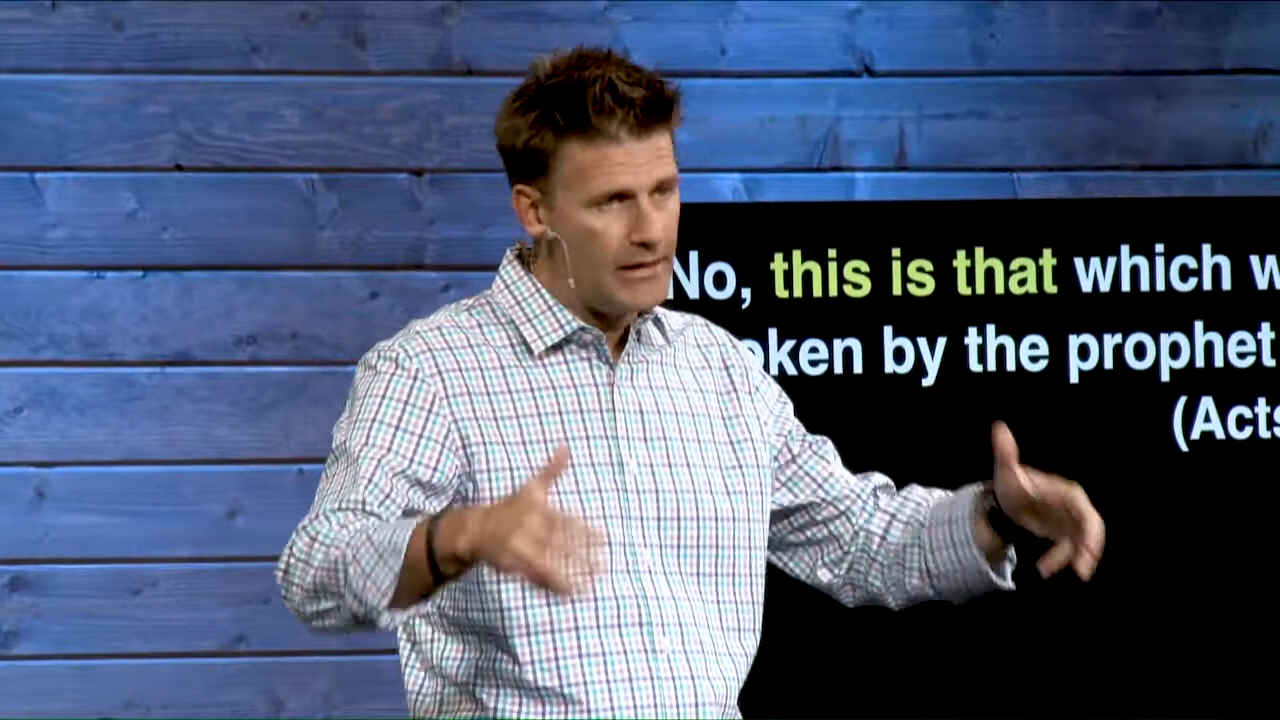 No, this is that which
by the prophet
(Acts